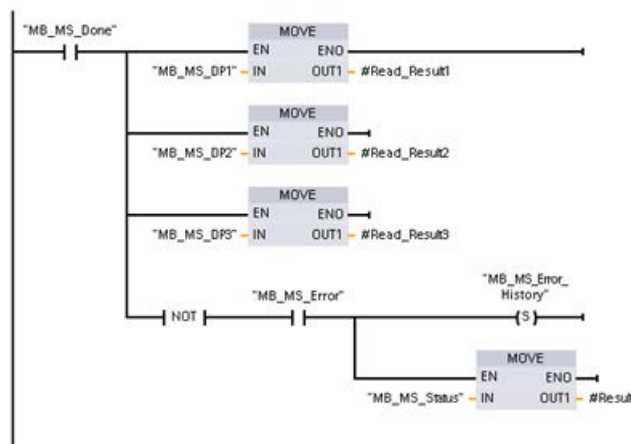 "MB_MS_Done"
MOVE
EN ENO
"MB_MS_DP1" IN OUT1 #Read_Result1
MOVE
EN ENO
"MB_MS_DP2" IN OUT1 #Read_Result2
MOVE
EN ENO
"MB_MS_DP3" IN OUT1 #Read_Result3
"MB_MS_Error_
"MB_MS_Error" History"
NOT S
MOVE
EN ENO
"MB_MS_Status" IN OUT1 #Result